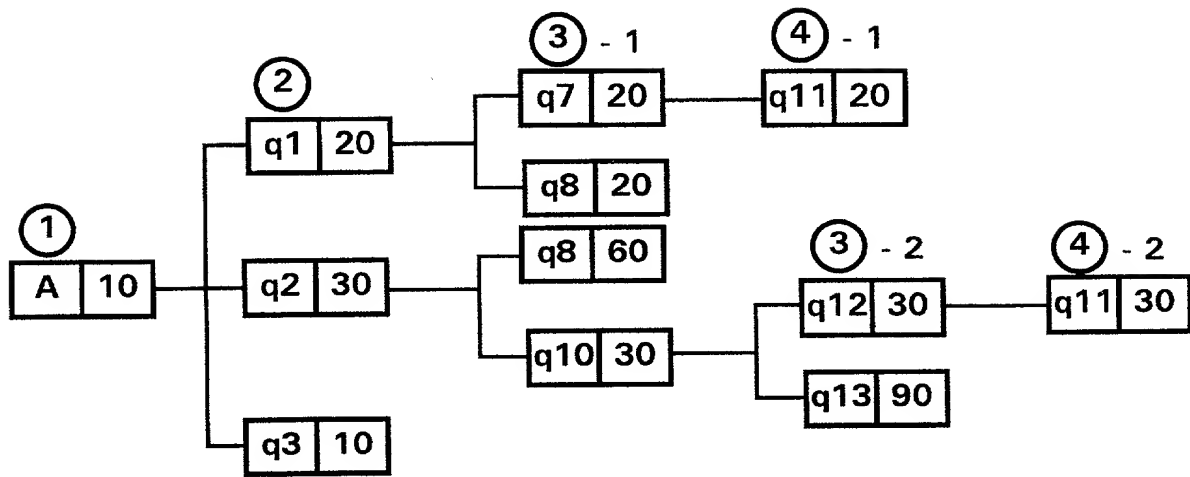 ③ - 1
④ - 1
②
q7 20
q11 20
q1 20
q8 20
①
③ - 2
④ - 2
q8 60
A 10
q2 30
q12 30
q11 30
q10 30
q13 90
q3 10